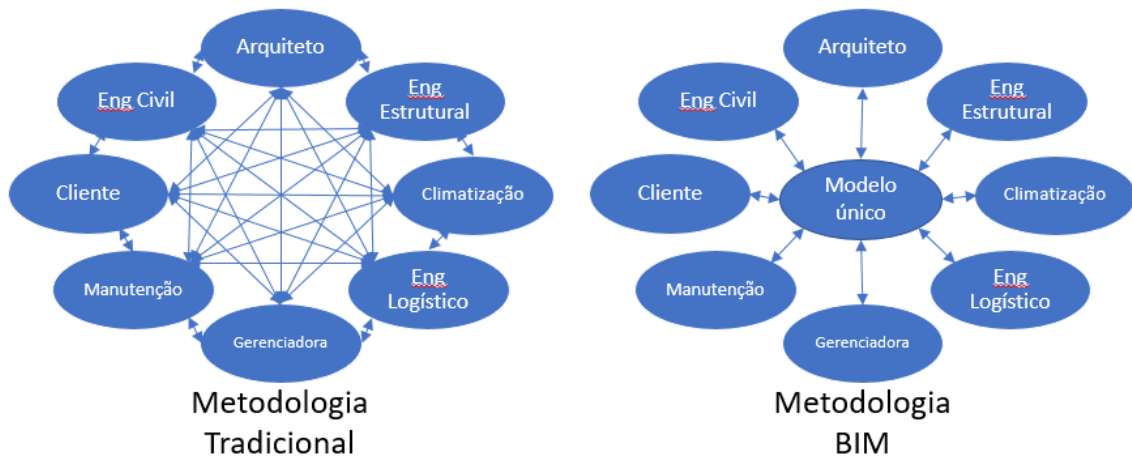 Arquiteto
Eng Civil
Eng
Estrutural
Cliente
Climatização
Manutenção
Eng
Logístico
Gerenciadora
Metodologia
Tradicional
Arquiteto
Eng Civil
Eng
Estrutural
Cliente
Modelo
único
Climatização
Manutenção
Eng
Logístico
Gerenciadora
Metodologia
BIM